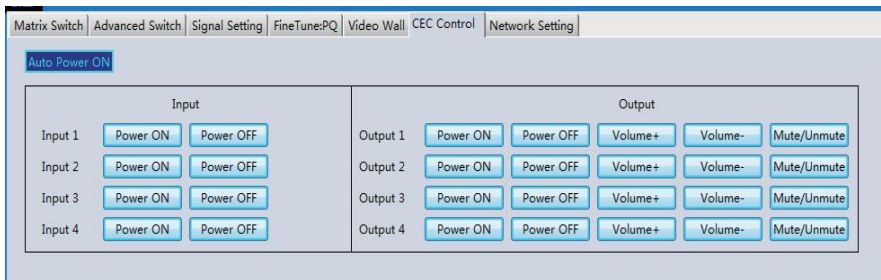 Matrix Switch Advanced Switch Signal Setting FineTune:PQ Video Wall CEC Control Network Setting
Auto Power ON
Input Output
Input 1 Power ON Power OFF Output 1 Power ON Power OFF Volume+ Volume- Mute/Unmute
Input 2 Power ON Power OFF Output 2 Power ON Power OFF Volume+ Volume- Mute/Unmute
Input 3 Power ON Power OFF Output 3 Power ON Power OFF Volume+ Volume- Mute/Unmute
Input 4 Power ON Power OFF Output 4 Power ON Power OFF Volume+ Volume- Mute/Unmute